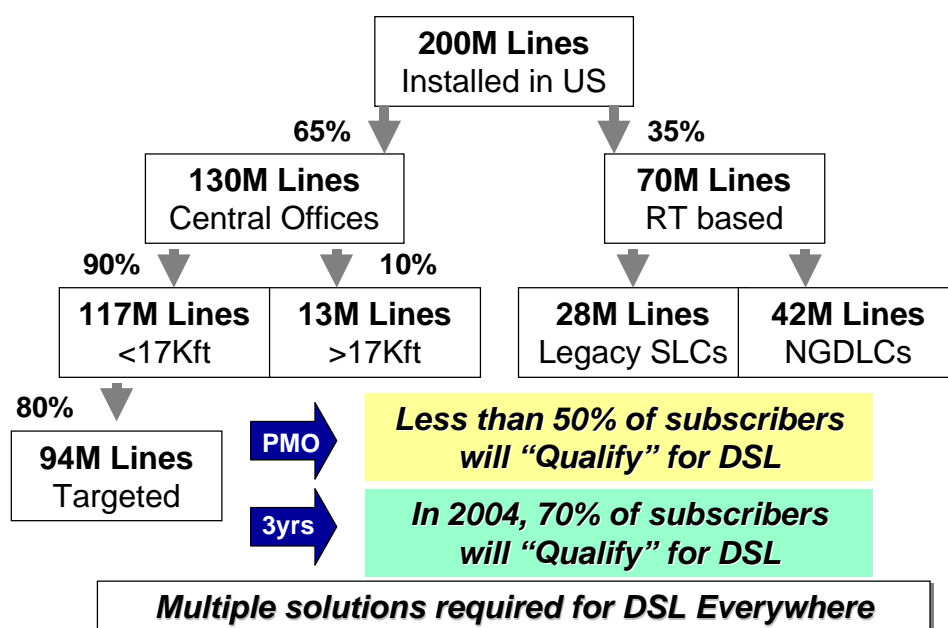 200M Lines
Installed in US
65%
35%
130M Lines
Central Offices
70M Lines
RT based
90%
10%
117M Lines
<17Kft
13M Lines
>17Kft
28M Lines
Legacy SLCs
42M Lines
NGDLCs
80%
94M Lines
Targeted
PMO
Less than 50% of subscribers
will “Qualify” for DSL
3yrs
In 2004, 70% of subscribers
will “Qualify” for DSL
Multiple solutions required for DSL Everywhere